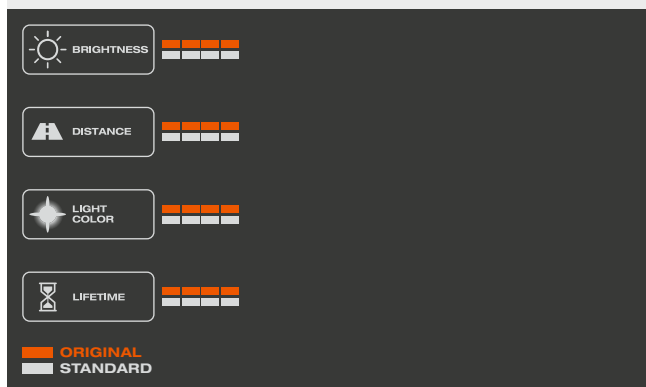 BRIGHTNESS
DISTANCE
LIGHT
COLOR
LIFETIME
ORIGINAL
STANDARD